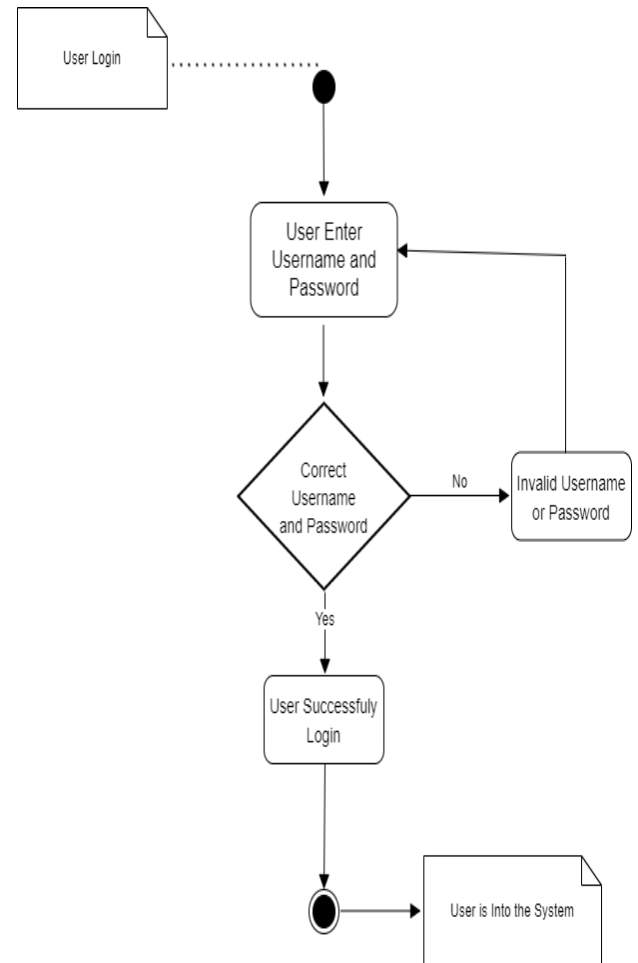 User Login
User Enter
Username and
Password
Correct
Username
and Password
No
Invalid Username
or Password
Yes
User Successfuly
Login
User is Into the System